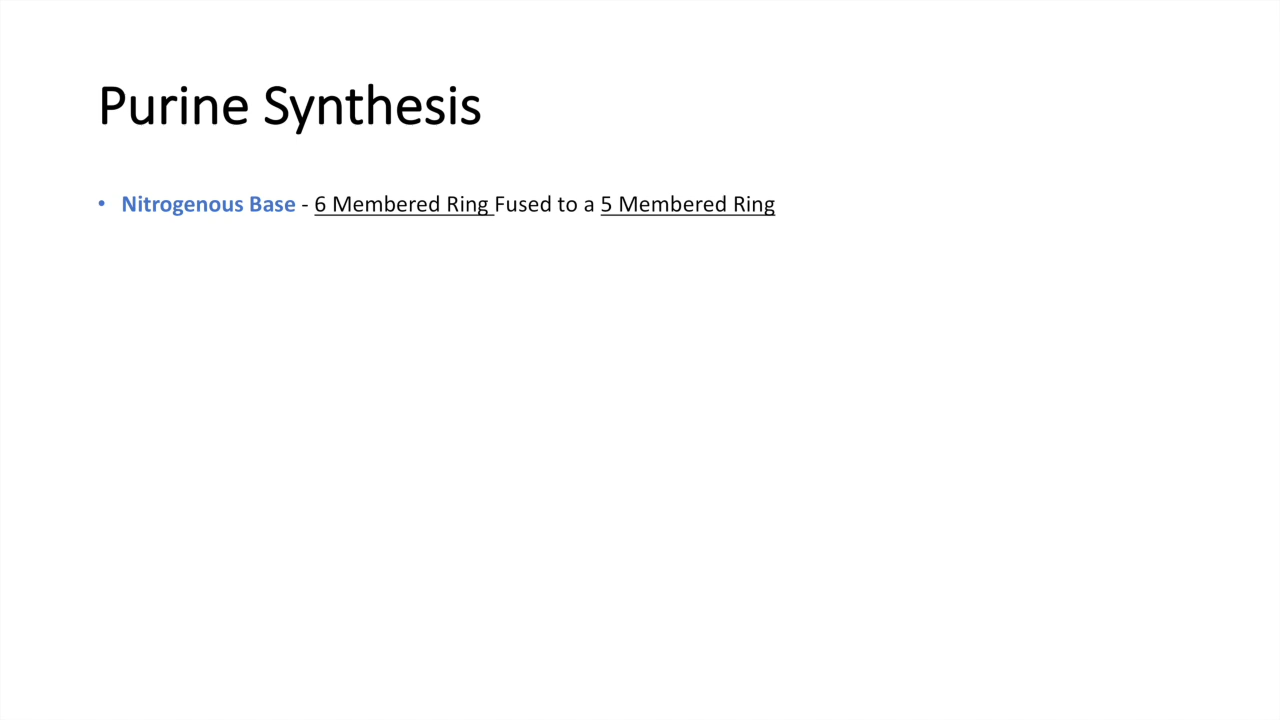 Purine Synthesis
• Nitrogenous Base - 6 Membered Ring Fused to a 5 Membered Ring